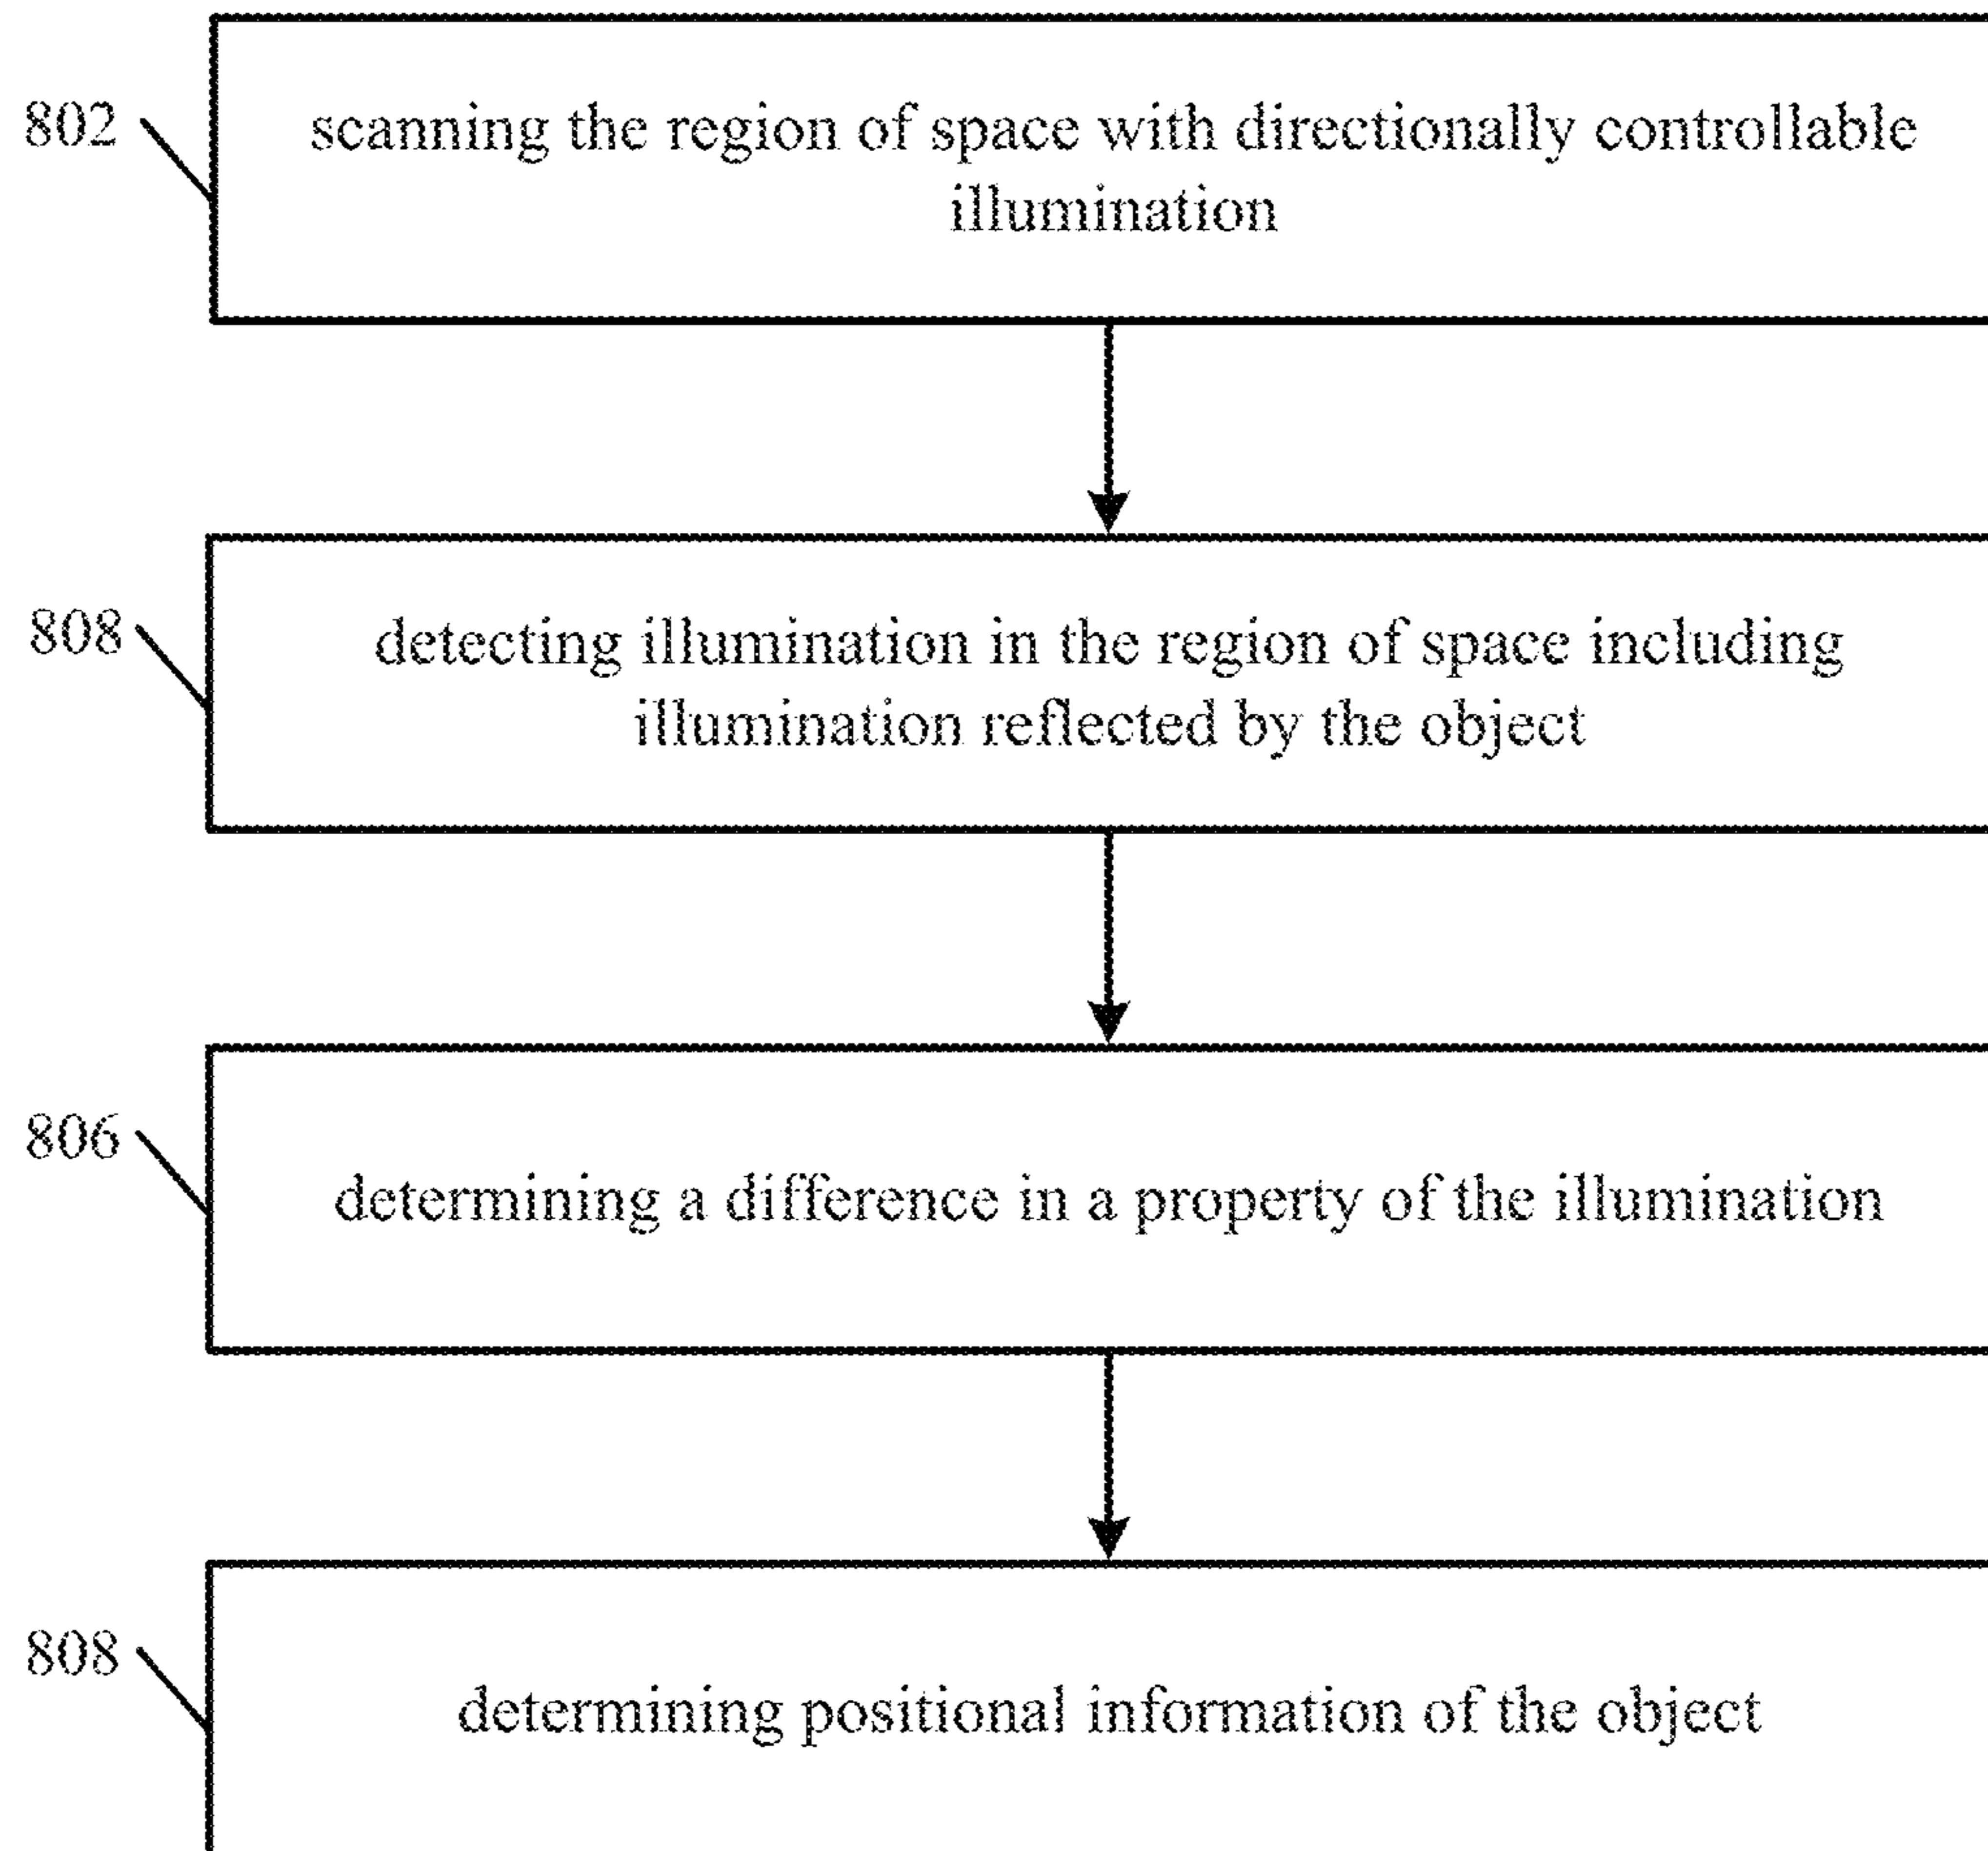 802
scanning the region of space with directionally controllable
illumination
808
detecting illumination in the region of space including
illumination reflected by the object
806
determining a difference in a property of the illumination
808
determining positional information of the object